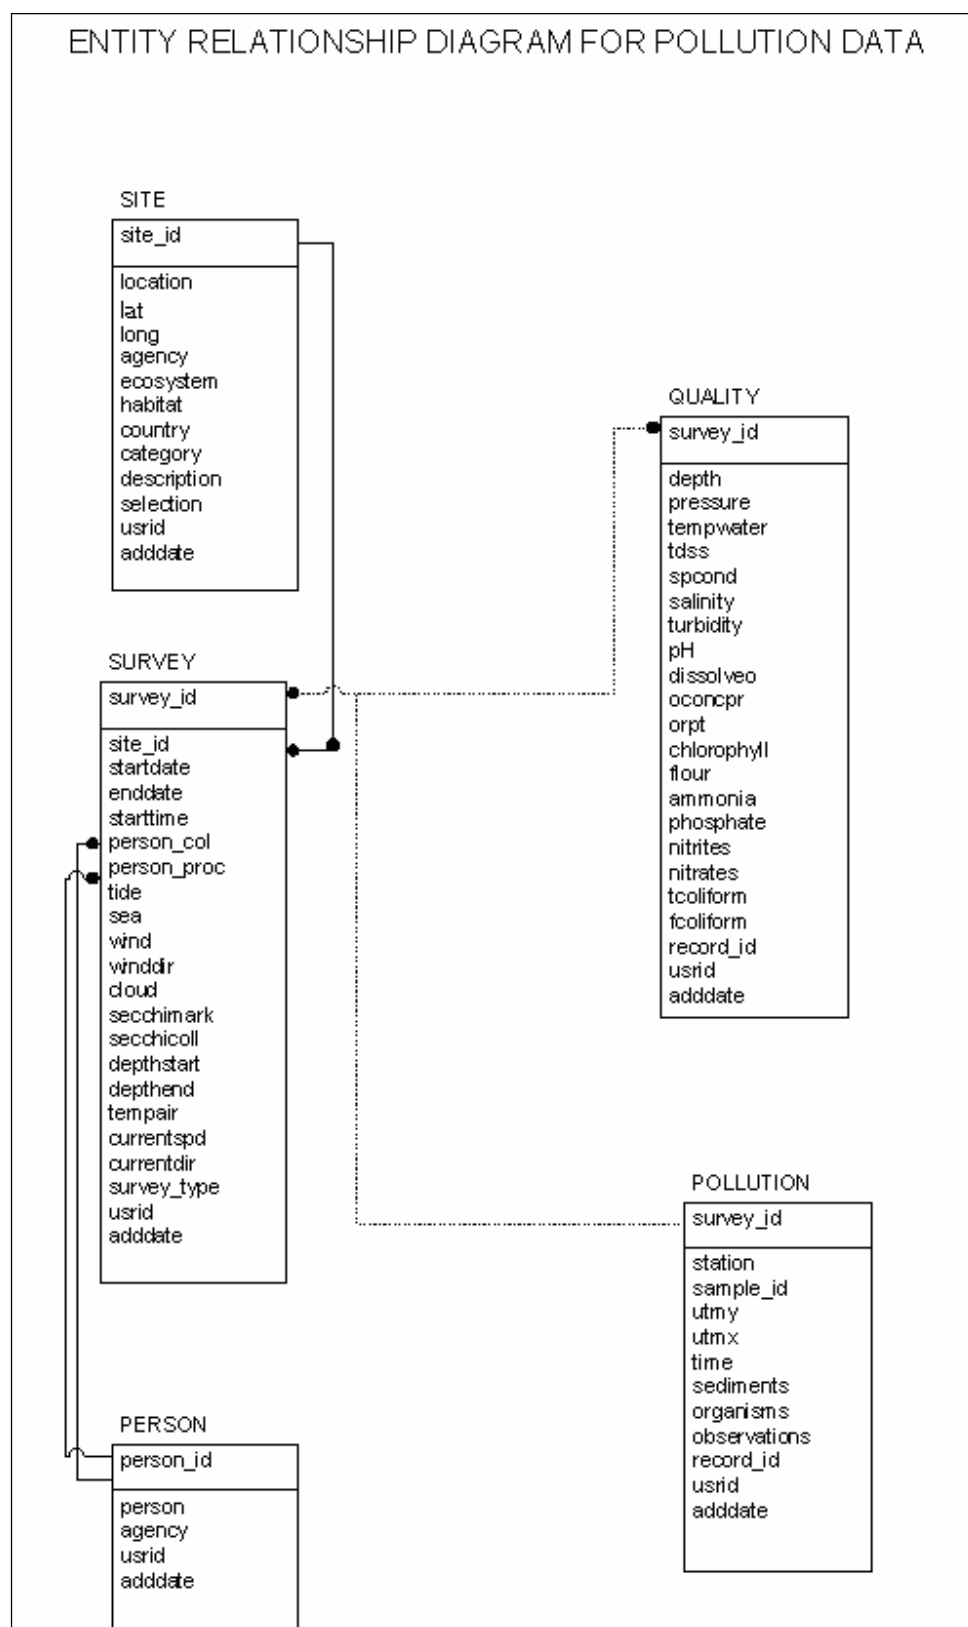 ENTITY RELATIONSHIP DIAGRAM FOR POLLUTION DATA
SITE
site_id
location
lat
long
agency
ecosystem
habitat
country
category
description
selection
usrid
adddate
QUALITY
survey_id
depth
pressure
tempwater
tdss
spcond
salinity
turbidity
pH
dissolveo
oconcpr
orpt
chlorophyll
flour
ammonia
phosphate
nitrites
nitrates
tcoliform
fcoliform
record_id
usrid
adddate
SURVEY
survey_id
site_id
startdate
enddate
starttime
person_col
person_proc
tide
sea
wind
winddir
cloud
secchimark
secchicoll
depthstart
depthend
tempair
currentspd
currentdir
survey_type
usrid
adddate
POLLUTION
survey_id
station
sample_id
utmy
utmx
time
sediments
organisms
observations
record_id
usrid
adddate
PERSON
person_id
person
agency
usrid
adddate